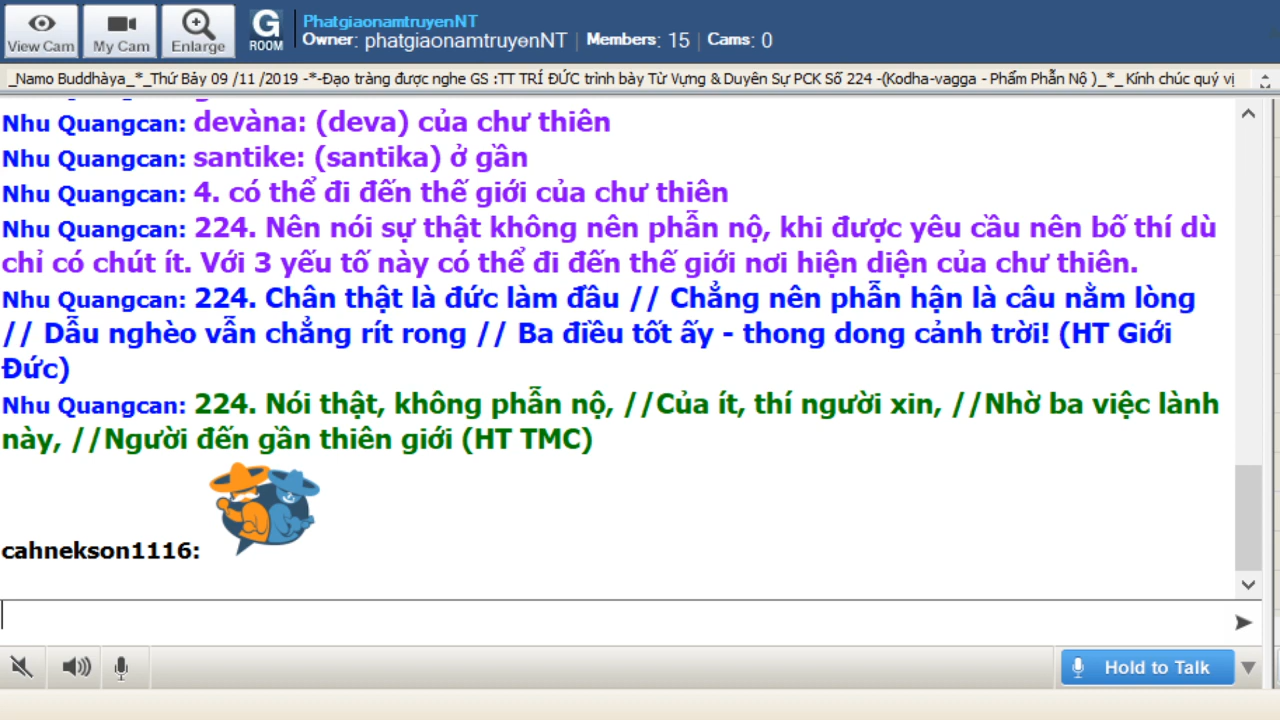 PhatgiaonamtruyenNT
View Cam
My Cam
Enlarge
G
ROOM
Owner: phatgiaonamtruyenNT | Members: 15 | Cams: 0
_Namo Buddhàya_*_Thứ Bảy 09 /11 /2019 -*-Đạo tràng được nghe GS :TT TRÍ ĐỨC trình bày Từ Vựng & Duyên Sự PCK Số 224 -(Kodha-vagga - Phẩm Phẫn Nộ )_*_ Kính chúc quý vị
Nhu Quangcan: devàna: (deva) của chư thiên
Nhu Quangcan: santike: (santika) ở gần
Nhu Quangcan: 4. có thể đi đến thế giới của chư thiên
Nhu Quangcan: 224. Nên nói sự thật không nên phẫn nộ, khi được yêu cầu nên bố thí dù
chỉ có chút ít. Với 3 yếu tố này có thể đi đến thế giới nơi hiện diện của chư thiên.
Nhu Quangcan: 224. Chân thật là đức làm đầu // Chẳng nên phẫn hận là câu nằm lòng
// Dẫu nghèo vẫn chẳng rít rong // Ba điều tốt ấy - thong dong cảnh trời! (HT Giới
Đức)
Nhu Quangcan: 224. Nói thật, không phẫn nộ, //Của ít, thí người xin, //Nhờ ba việc lành
này, //Người đến gần thiên giới (HT TMC)
cahnekson1116:
Hold to Talk